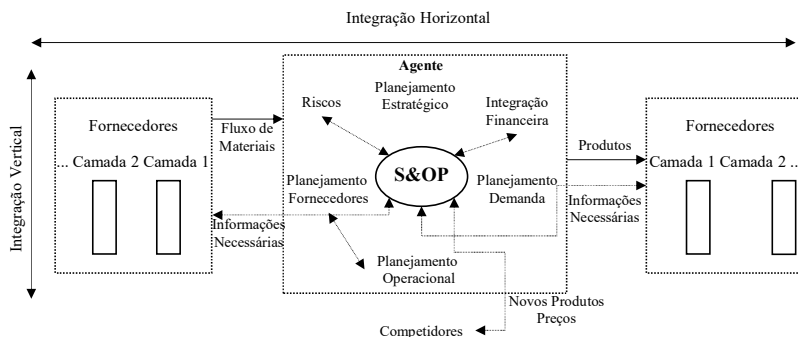 Integração Horizontal
Integração Vertical
Fornecedores
... Camada 2 Camada 1
Fluxo de
Materiais
Informações
Necessárias
Agente
Planejamento
Estratégico
Riscos
Integração
Financeira
S&OP
Planejamento
Fornecedores
Planejamento
Demanda
Planejamento
Operacional
Produtos
Informações
Necessárias
Fornecedores
Camada 1 Camada 2 ...
Novos Produtos
Preços
Competidores